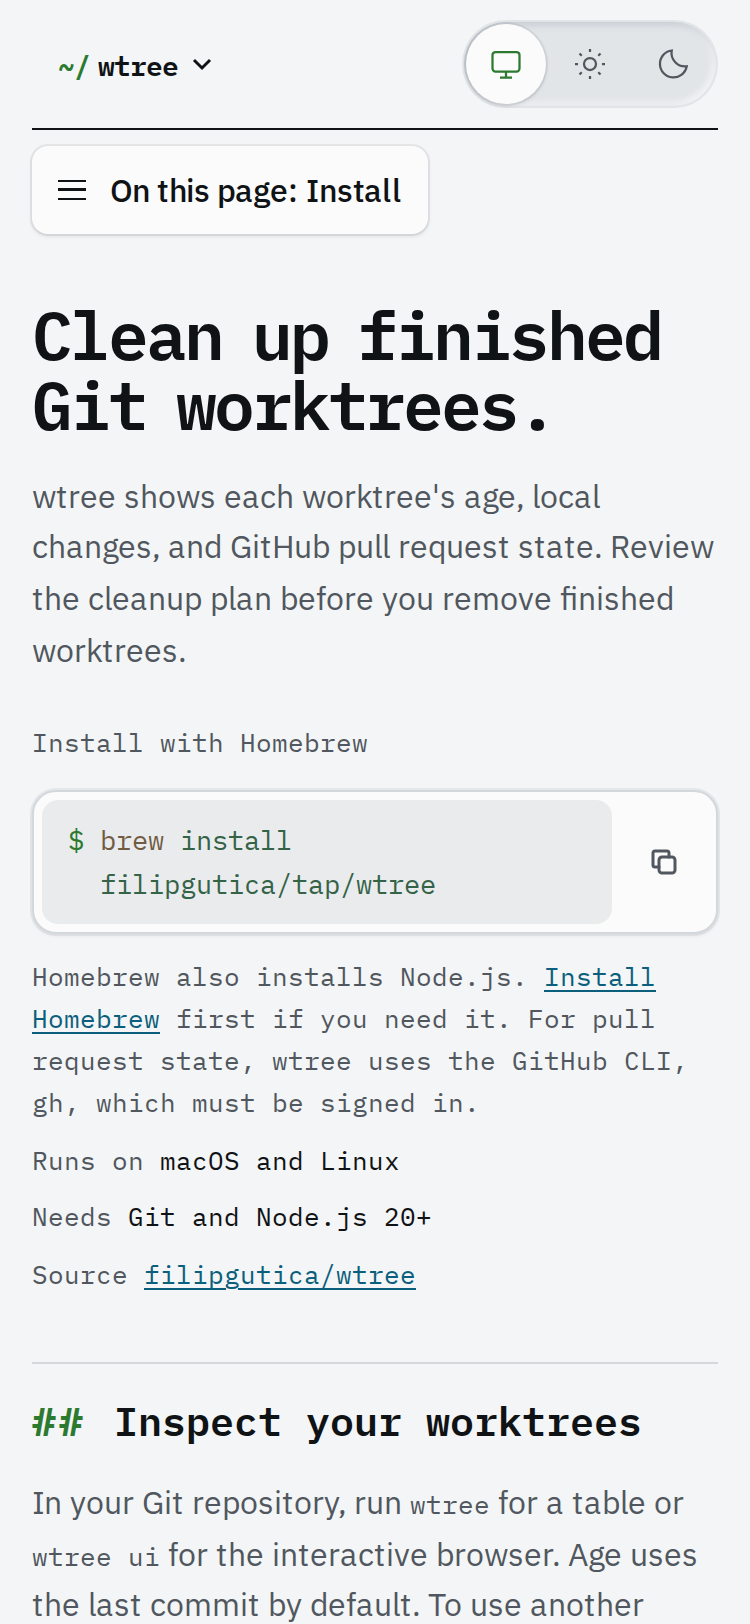 ~/ wtree
On this page: Install
Clean up finished
Git worktrees.
wtree shows each worktree's age, local
changes, and GitHub pull request state. Review
the cleanup plan before you remove finished
worktrees.
Install with Homebrew
$ brew install
filipgutica/tap/wtree
Homebrew also installs Node.js. Install
Homebrew first if you need it. For pull
request state, wtree uses the GitHub CLI,
gh, which must be signed in.
Runs on macOS and Linux
Needs Git and Node.js 20+
Source filipgutica/wtree
## Inspect your worktrees
In your Git repository, run wtree for a table or
wtree ui for the interactive browser. Age uses
the last commit by default. To use another